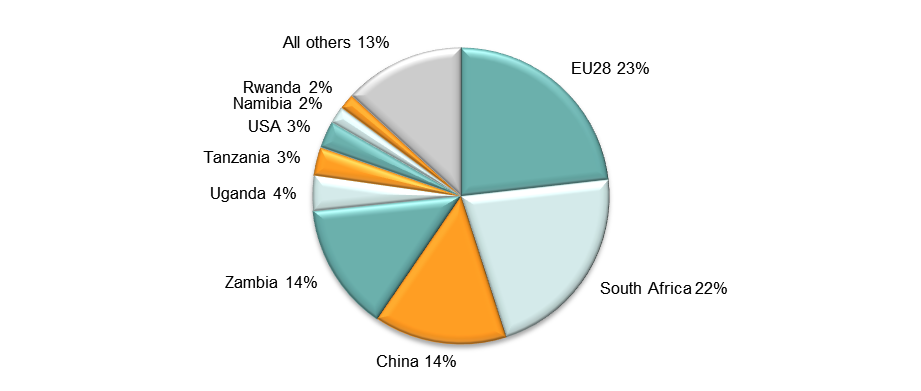 All others 13%
EU28 23%
Rwanda 2%
Namibia 2%
USA 3%
Tanzania 3%
Uganda 4%
Zambia 14%
South Africa 22%
China 14%